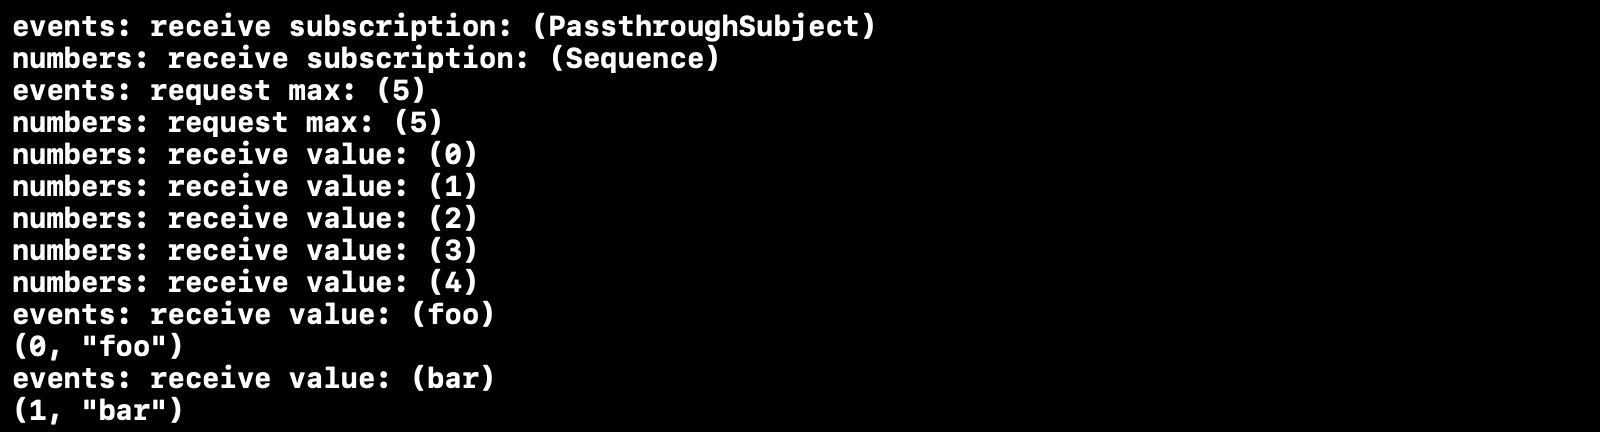 events: receive subscription: (PassthroughSubject)
numbers: receive subscription: (Sequence)
events: request max: (5)
numbers: request max: (5)
numbers: receive value: (0)
numbers: receive value: (1)
numbers: receive value: (2)
numbers: receive value: (3)
numbers: receive value: (4)
events: receive value: (foo)
(0, "foo")
events: receive value: (bar)
(1, "bar")